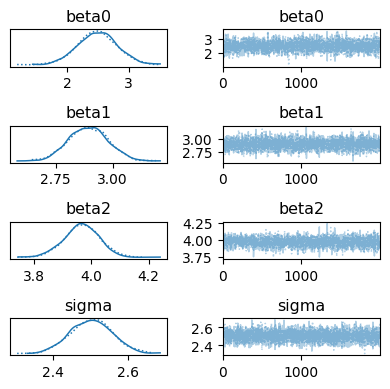 beta0 beta0
3
2
2 3 0 1000
beta1 beta1
3.00
2.75
2.75 3.00 0 1000
beta2 beta2
4.25
4.00
3.75
3.8 4.0 4.2 0 1000
sigma sigma
2.6
2.4
2.4 2.6 0 1000